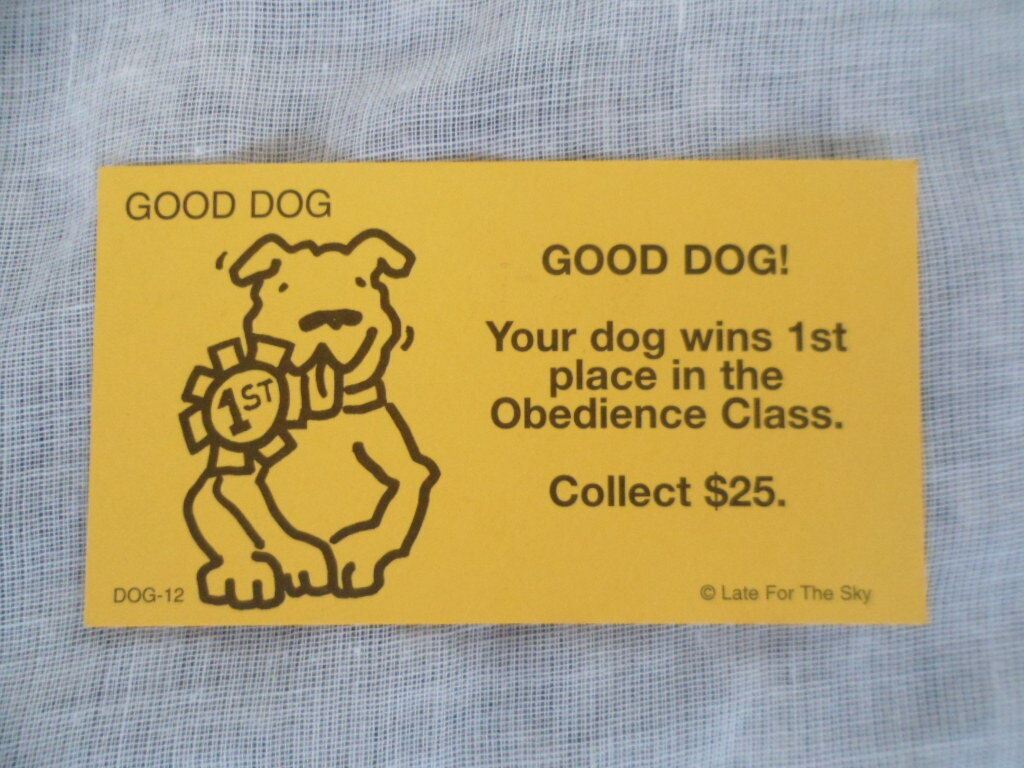 GOOD DOG
1ST
GOOD DOG!
Your dog wins 1st
place in the
Obedience Class.
Collect $25.
DOG-12
© Late For The Sky